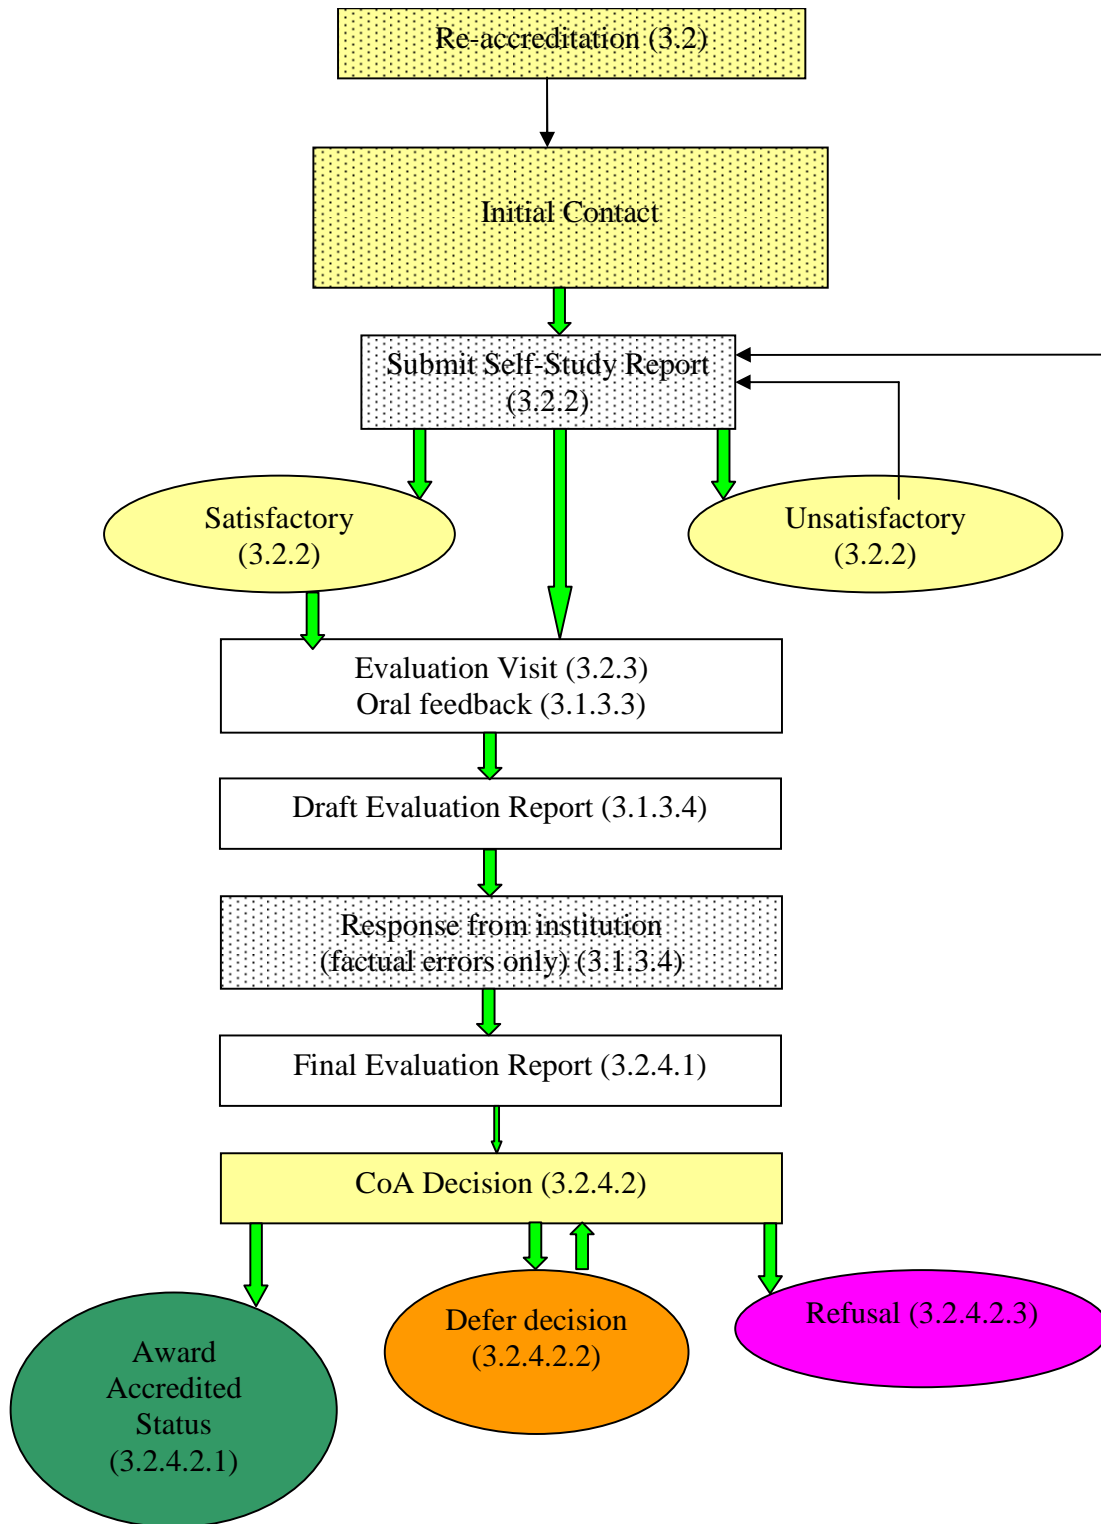 Re-accreditation (3.2)
Initial Contact
Submit Self-Study Report
(3.2.2)
Satisfactory
(3.2.2)
Unsatisfactory
(3.2.2)
Evaluation Visit (3.2.3)
Oral feedback (3.1.3.3)
Draft Evaluation Report (3.1.3.4)
Response from institution
(factual errors only) (3.1.3.4)
Final Evaluation Report (3.2.4.1)
CoA Decision (3.2.4.2)
Award
Accredited
Status
(3.2.4.2.1)
Defer decision
(3.2.4.2.2)
Refusal (3.2.4.2.3)